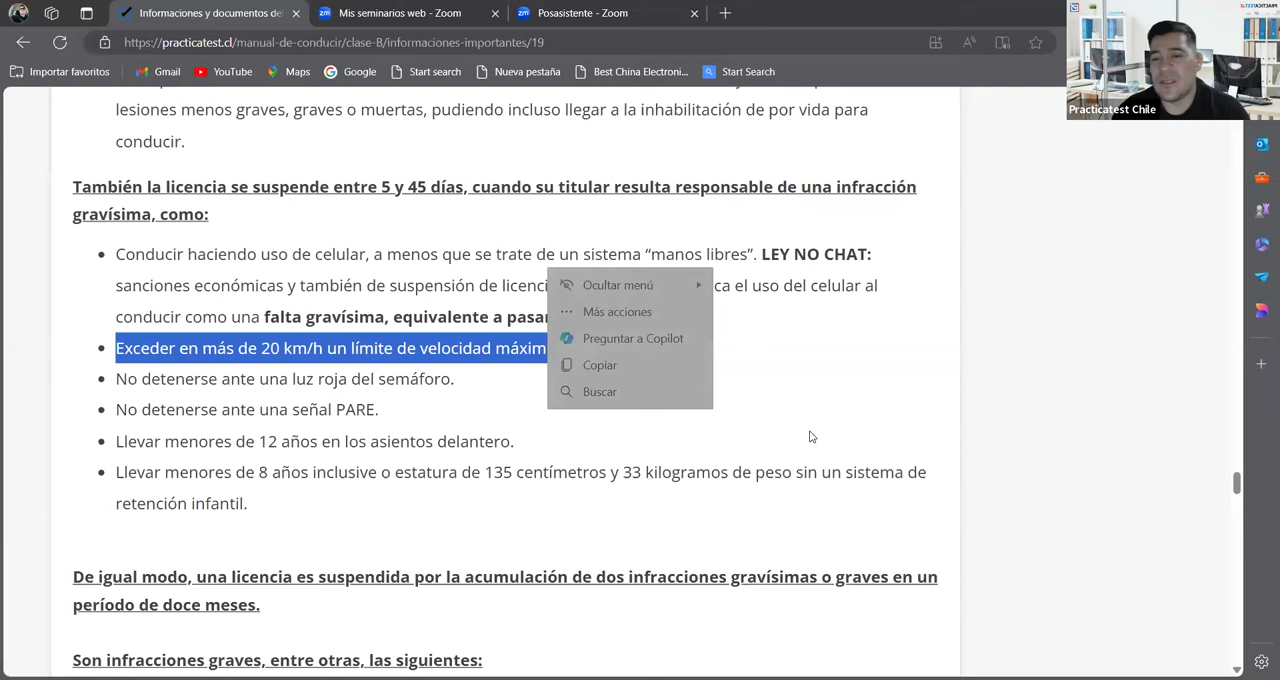 Informaciones y documentos del
Mis seminarios web - Zoom
Posasistente - Zoom
https://practicatest.cl/manual-de-conducir/clase-B/informaciones-importantes/19
Importar favoritos
Gmail
YouTube
Maps
Google
Start search
Nueva pestaña
Best China Electroni...
Start Search
Practicatest Chile
lesiones menos graves, graves o muertas, pudiendo incluso llegar a la inhabilitación de por vida para
conducir.
También la licencia se suspende entre 5 y 45 días, cuando su titular resulta responsable de una infracción
gravísima, como:
Conducir haciendo uso de celular, a menos que se trate de un sistema “manos libres”. LEY NO CHAT:
sanciones económicas y también de suspensión de licenci
ca el uso del celular al
conducir como una falta gravísima, equivalente a pasar
Exceder en más de 20 km/h un límite de velocidad máxim
No detenerse ante una luz roja del semáforo.
No detenerse ante una señal PARE.
Llevar menores de 12 años en los asientos delantero.
Llevar menores de 8 años inclusive o estatura de 135 centímetros y 33 kilogramos de peso sin un sistema de
retención infantil.
Ocultar menú
Más acciones
Preguntar a Copilot
Copiar
Buscar
De igual modo, una licencia es suspendida por la acumulación de dos infracciones gravísimas o graves en un
período de doce meses.
Son infracciones graves, entre otras, las siguientes: